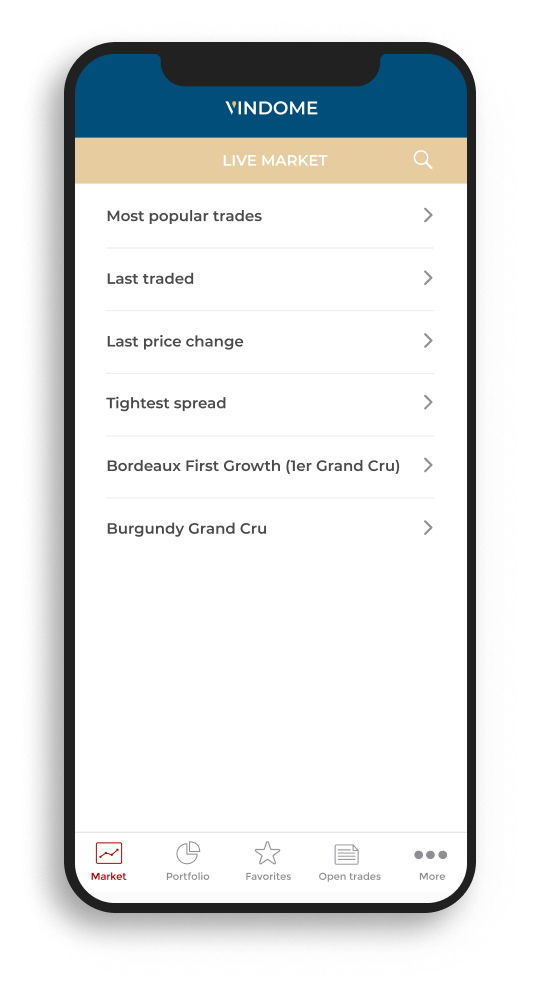 VINDOME
LIVE MARKET
Most popular trades
Last traded
Last price change
Tightest spread
Bordeaux First Growth (1er Grand Cru)
Burgundy Grand Cru
Market Portfolio Favorites Open trades More